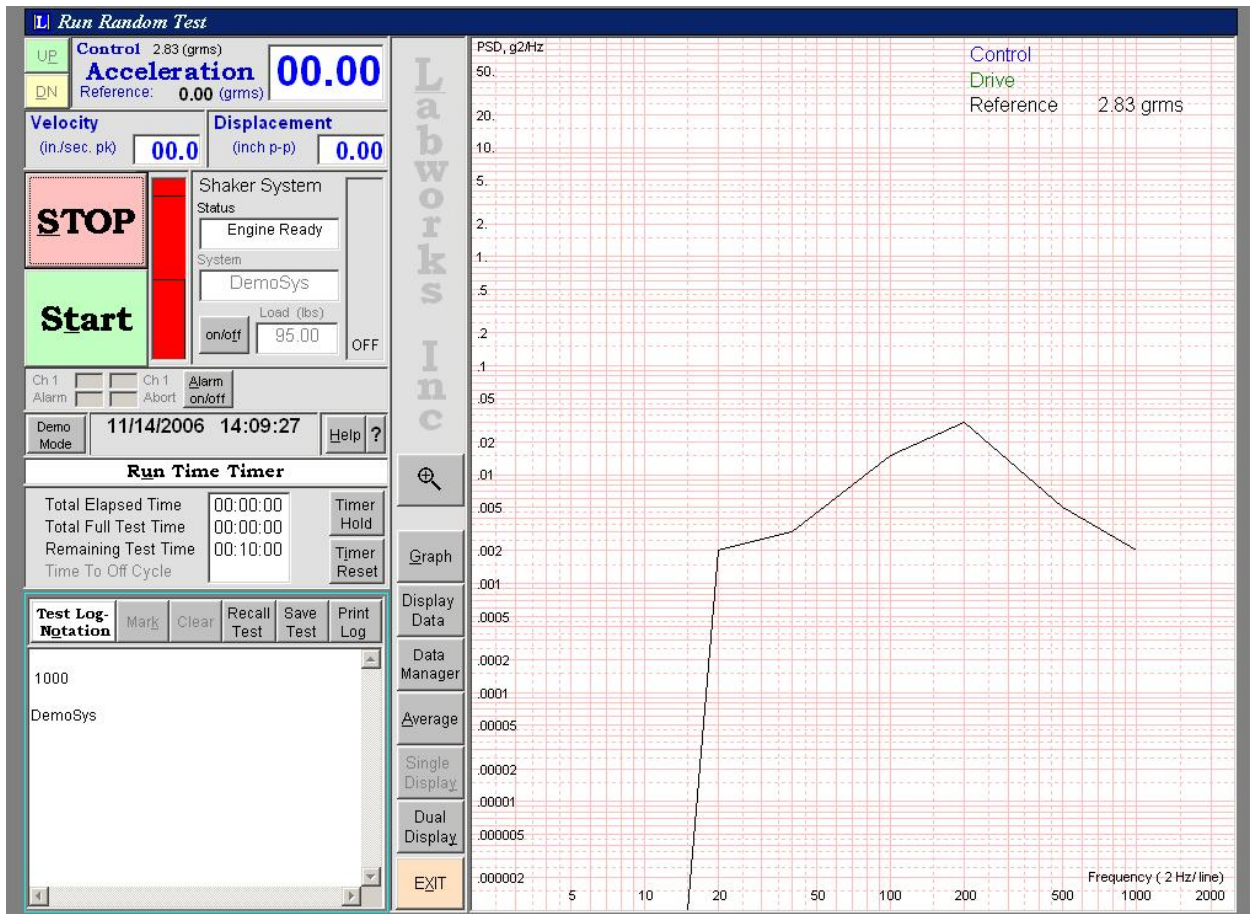 L Run Random Test
UP
DN
Control 2.83 (grms)
Acceleration
Reference: 0.00 (grms)
00.00
Velocity
(in./sec. pk)
00.0
Displacement
(inch p-p)
0.00
STOP
Start
Shaker System
Status
Engine Ready
System
DemoSys
Load (lbs)
on/off
95.00
OFF
Ch 1
Alarm
Ch 1
Abort
Alarm
on/off
Demo
Mode
11/14/2006 14:09:27
Help
?
Run Time Timer
Total Elapsed Time 00:00:00
Total Full Test Time 00:00:00
Remaining Test Time 00:10:00
Time To Off Cycle
Timer
Hold
Timer
Reset
Test Log-
Notation
Mark
Clear
Recall
Test
Save
Test
Print
Log
1000
DemoSys
Labworks Inc
Graph
Display
Data
Data
Manager
Average
Single
Display
Dual
Display
EXIT
PSD, g2/Hz
Control
Drive
Reference 2.83 grms
50.
20.
10.
5.
2.
1.
.5
.2
.1
.05
.02
.01
.005
.002
.001
.0005
.0002
.0001
.00005
.00002
.00001
.000005
.000002
Frequency ( 2 Hz/line)
5 10 20 50 100 200 500 1000 2000